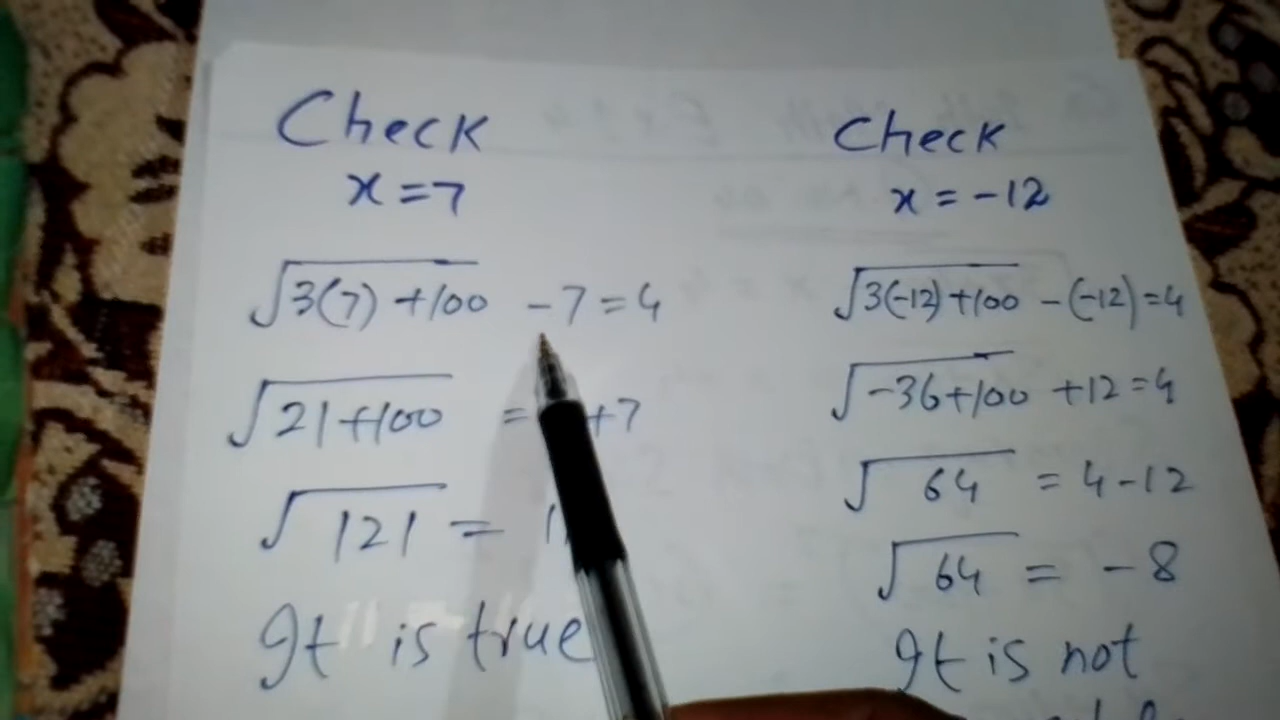 Check
x = 7
√3(7) +100 - 7 = 4
√21+100 = +7
√121 =
It is true
Check
x = -12
√3(-12)+100 - (-12) = 4
√-36+100 +12 = 4
√64 = 4-12
√64 = -8
It is not